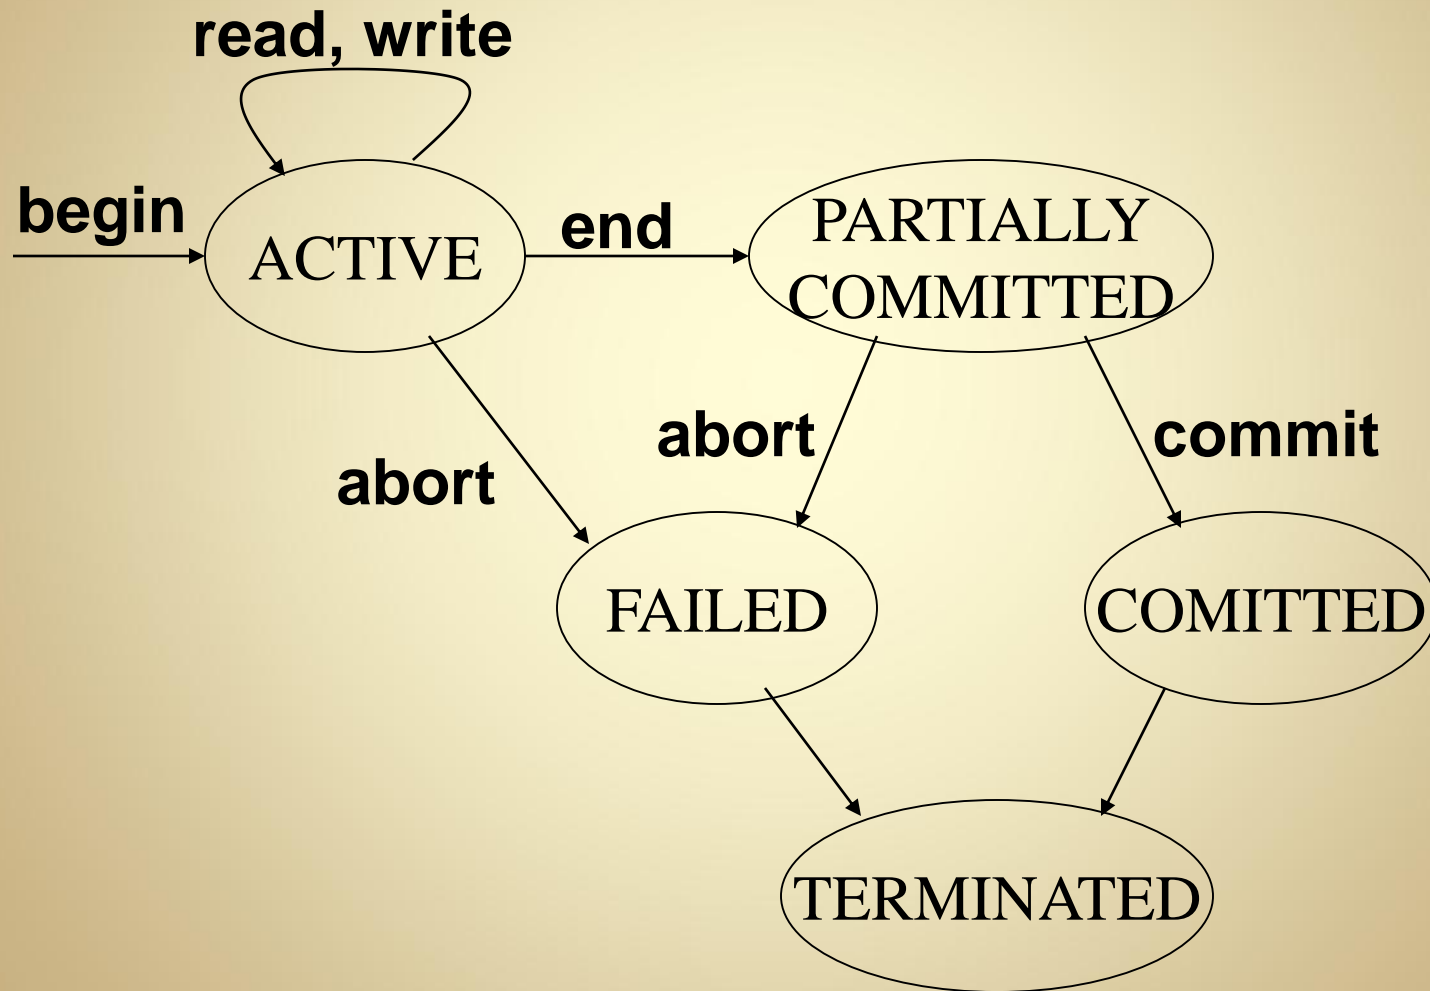 read, write
begin
ACTIVE
end
PARTIALLY
COMMITTED
abort
abort
commit
FAILED
COMITTED
TERMINATED